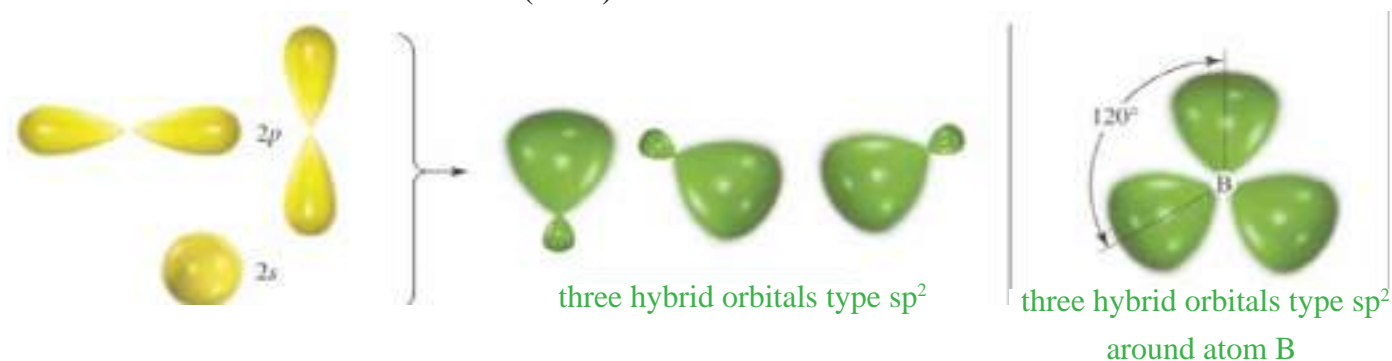 2p
2s
three hybrid orbitals type sp²
120°
B
three hybrid orbitals type sp²
around atom B